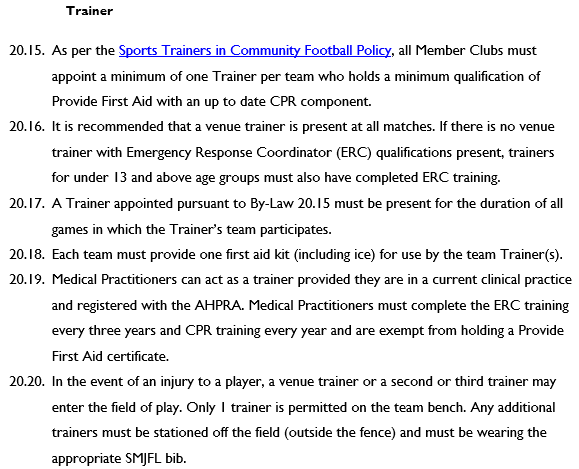 Trainer
20.15. As per the Sports Trainers in Community Football Policy, all Member Clubs must
appoint a minimum of one Trainer per team who holds a minimum qualification of
Provide First Aid with an up to date CPR component.
20.16. It is recommended that a venue trainer is present at all matches. If there is no venue
trainer with Emergency Response Coordinator (ERC) qualifications present, trainers
for under 13 and above age groups must also have completed ERC training.
20.17. A Trainer appointed pursuant to By-Law 20.15 must be present for the duration of all
games in which the Trainer's team participates.
20.18. Each team must provide one first aid kit (including ice) for use by the team Trainer(s).
20.19. Medical Practitioners can act as a trainer provided they are in a current clinical practice
and registered with the AHPRA. Medical Practitioners must complete the ERC training
every three years and CPR training every year and are exempt from holding a Provide
First Aid certificate.
20.20. In the event of an injury to a player, a venue trainer or a second or third trainer may
enter the field of play. Only 1 trainer is permitted on the team bench. Any additional
trainers must be stationed off the field (outside the fence) and must be wearing the
appropriate SMJFL bib.